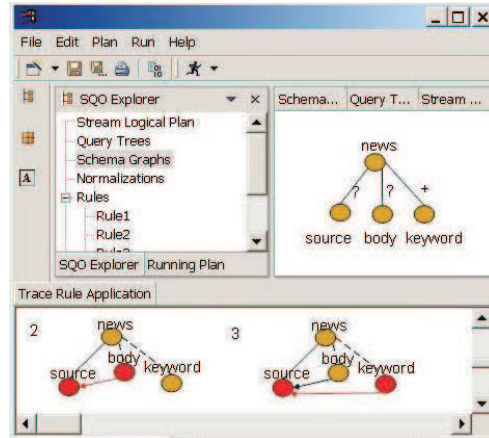 File Edit Plan Run Help
SQO Explorer
Schema... Query T... Stream ...
Stream Logical Plan
Query Trees
Schema Graphs
Normalizations
Rules
Rule1
Rule2
SQO Explorer Running Plan
news
? ? +
source body keyword
Trace Rule Application
2
news
body
source
keyword
3
news
body
source
keyword